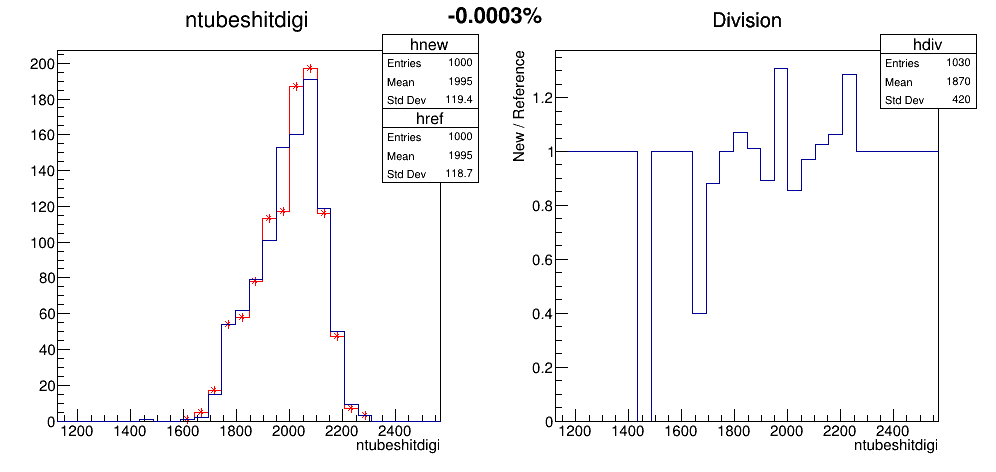 ntubeshitdigi
-0.0003%
Division
hnew
Entries 1000
Mean 1995
Std Dev 119.4
href
Entries 1000
Mean 1995
Std Dev 118.7
200
180
160
140
120
100
80
60
40
20
0
1200 1400 1600 1800 2000 2200 2400
ntubeshitdigi
hdiv
Entries 1030
Mean 1870
Std Dev 420
New / Reference
1.2
1
0.8
0.6
0.4
0.2
0
1200 1400 1600 1800 2000 2200 2400
ntubeshitdigi